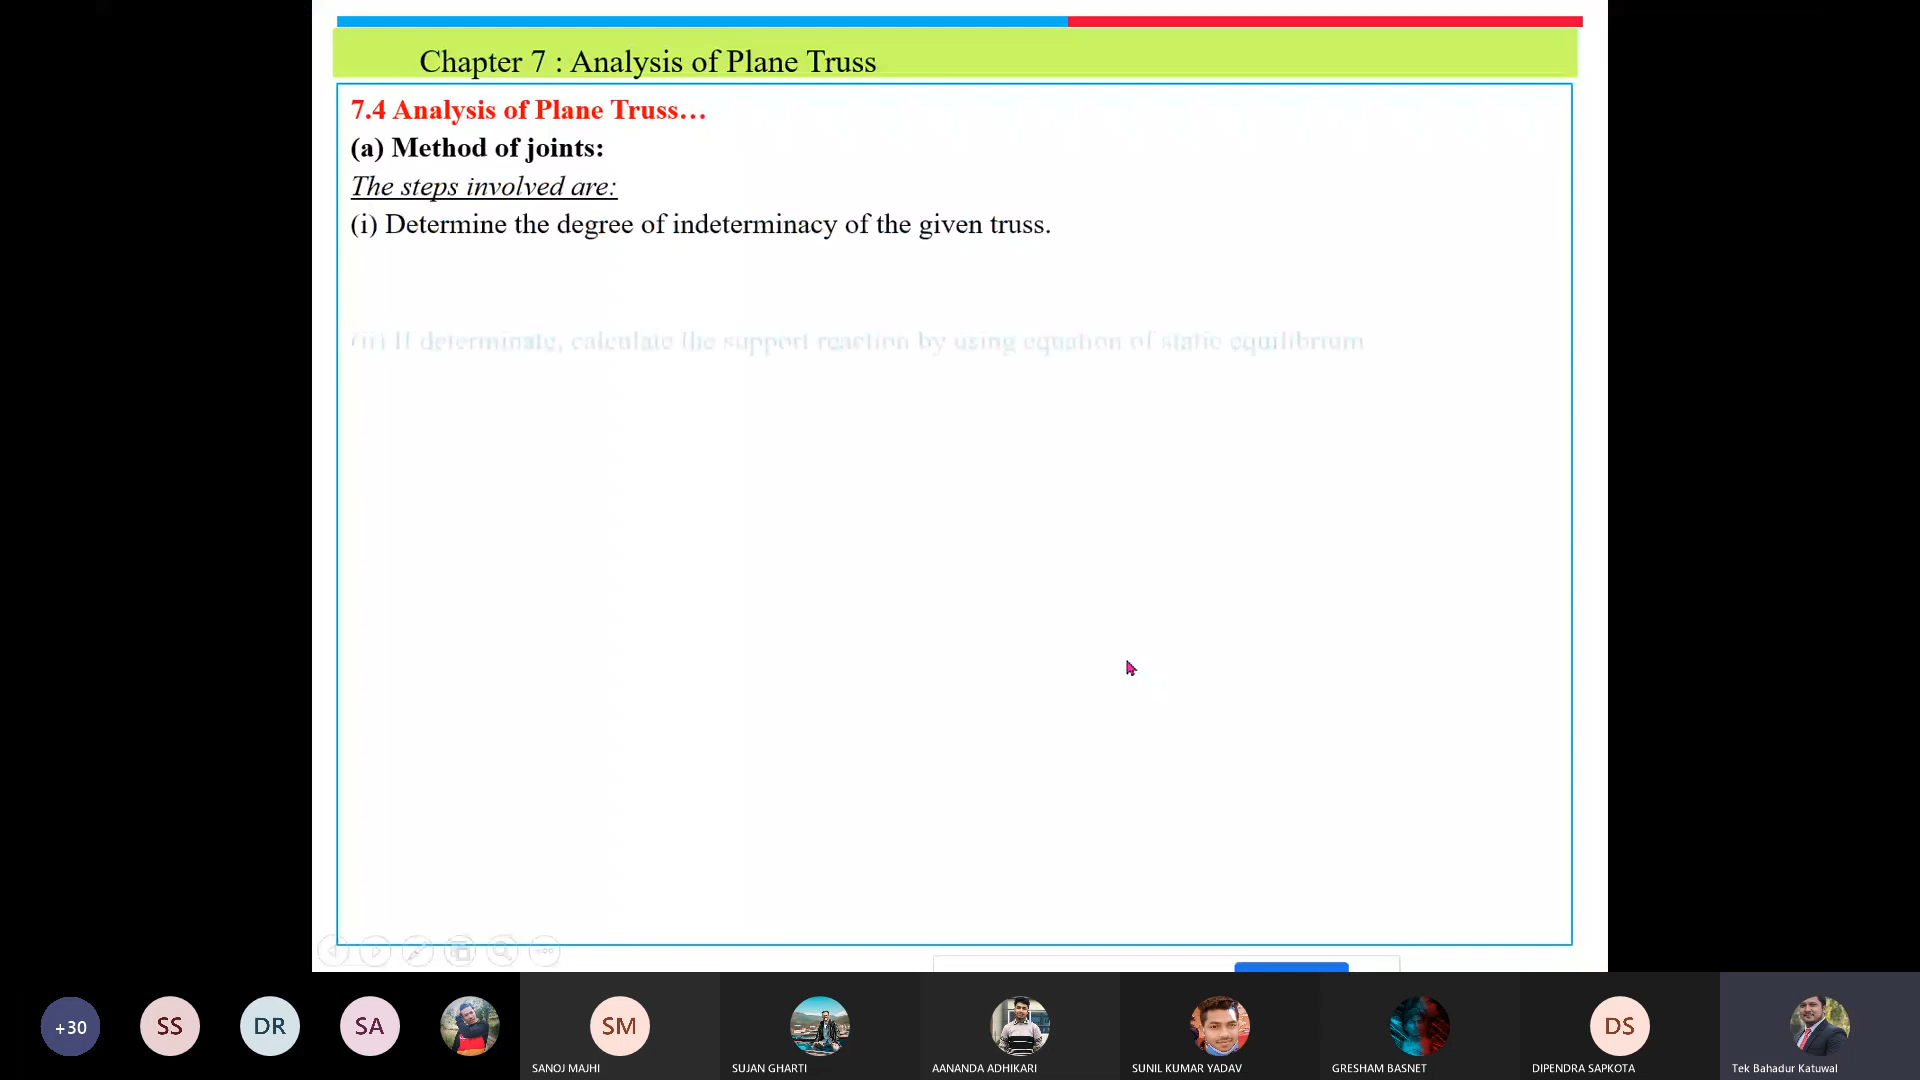 Chapter 7 : Analysis of Plane Truss
7.4 Analysis of Plane Truss…
(a) Method of joints:
The steps involved are:
(i) Determine the degree of indeterminacy of the given truss.
(ii) If determinate, calculate the support reaction by using equation of static equilibrium
+30
SS
DR
SA
SM
DS
SANOJ MAJHI
SUJAN GHARTI
AANANDA ADHIKARI
SUNIL KUMAR YADAV
GRESHAM BASNET
DIPENDRA SAPKOTA
Tek Bahadur Katuwal